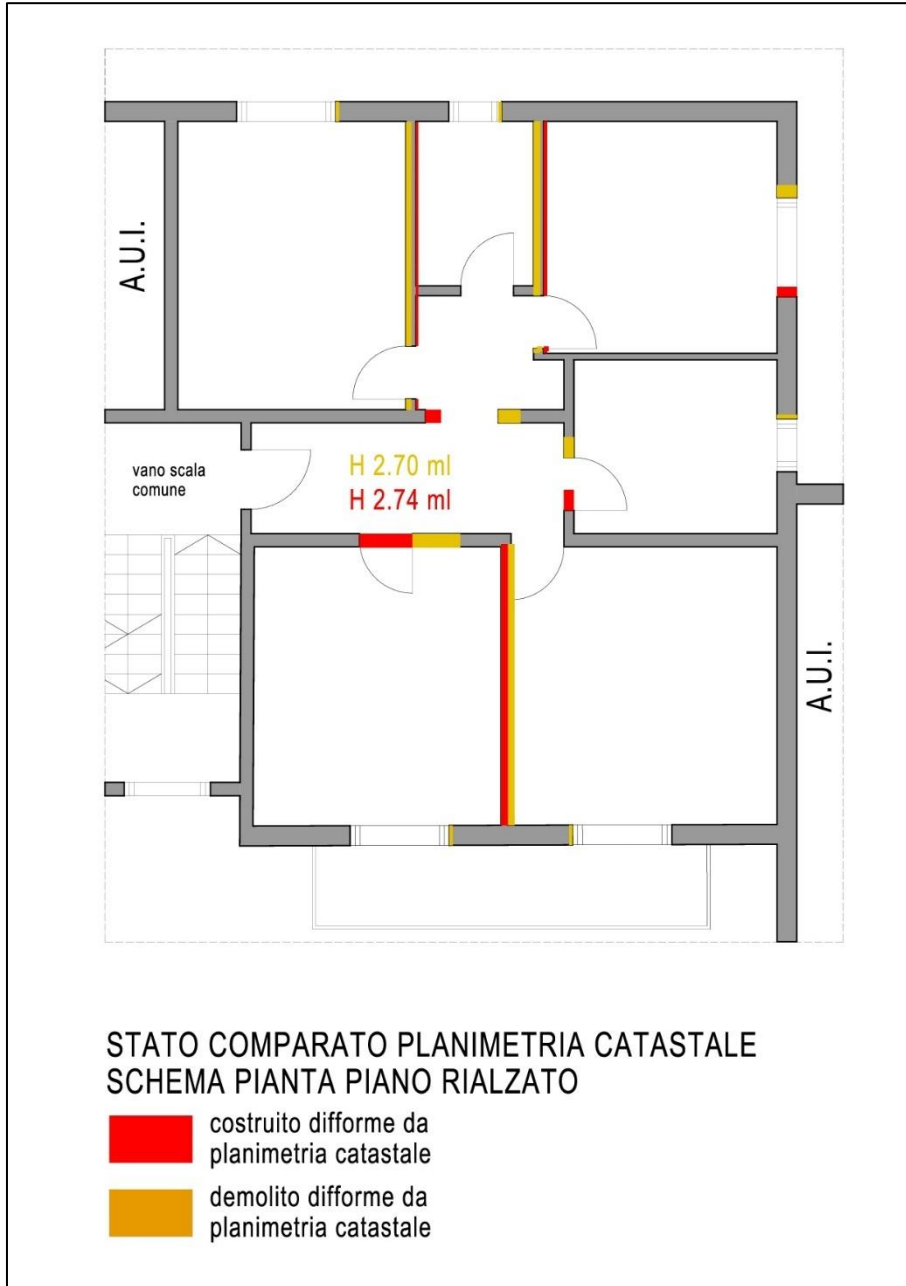 A.U.I.
vano scala
comune
H 2.70 ml
H 2.74 ml
A.U.I.
STATO COMPARATO PLANIMETRIA CATASTALE
SCHEMA PIANTA PIANO RIALZATO
costruito difforme da
planimetria catastale
demolito difforme da
planimetria catastale